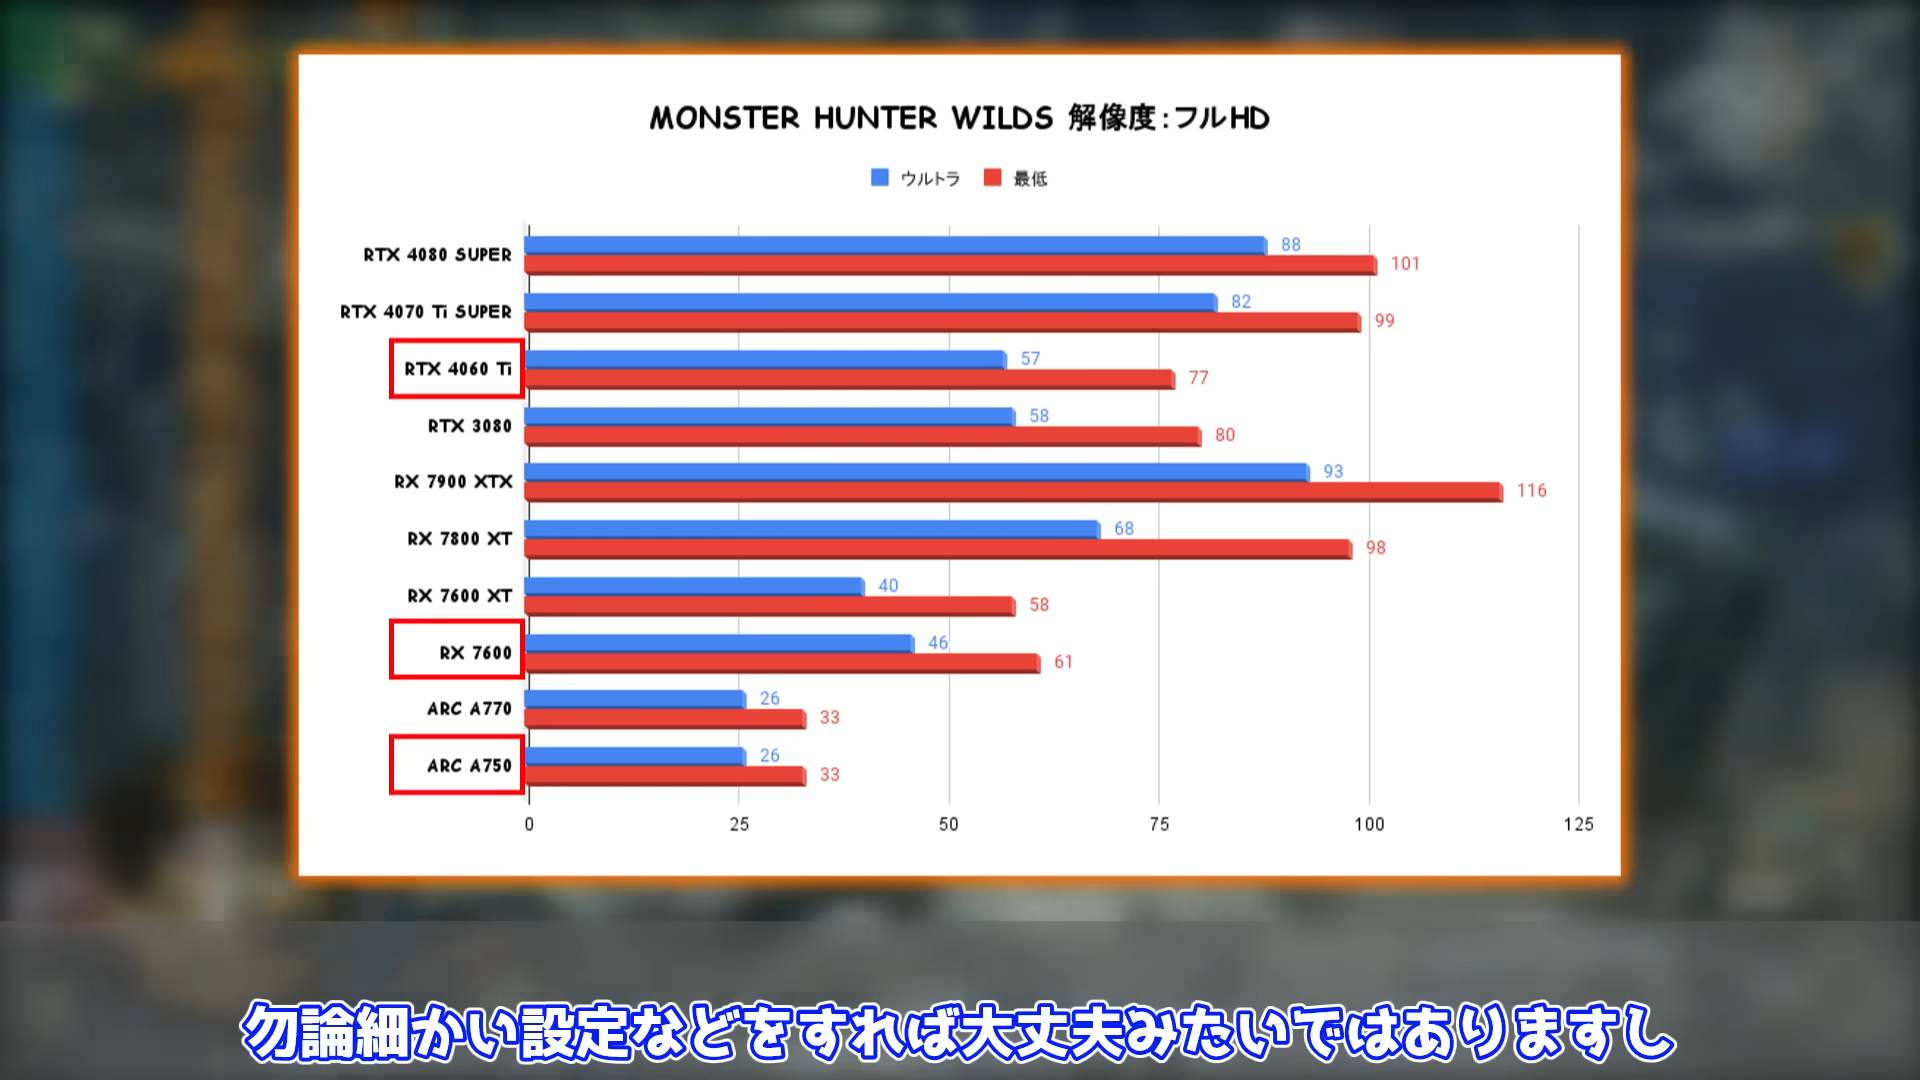 MONSTER HUNTER WILDS 解像度:フルHD
ウルトラ 最低
RTX 4080 SUPER 88 101
RTX 4070 Ti SUPER 82 99
RTX 4060 Ti 57 77
RTX 3080 58 80
RX 7900 XTX 93 116
RX 7800 XT 68 98
RX 7600 XT 40 58
RX 7600 46 61
ARC A770 26 33
ARC A750 26 33
0 25 50 75 100 125
勿論細かい設定などをすれば大丈夫みたいではありますし